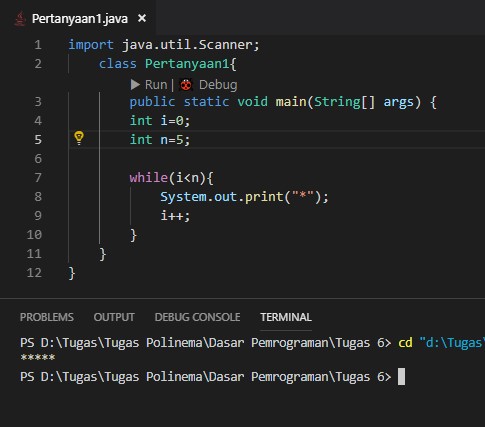 Pertanyaan1.java ×
1 import java.util.Scanner;
2 class Pertanyaan1{
Run | Debug
3 public static void main(String[] args) {
4 int i=0;
5 int n=5;
6
7 while(i<n){
8 System.out.print("*");
9 i++;
10 }
11 }
12 }
PROBLEMS OUTPUT DEBUG CONSOLE TERMINAL
PS D:\Tugas\Tugas Polinema\Dasar Pemrograman\Tugas 6> cd "d:\Tugas\
*****
PS D:\Tugas\Tugas Polinema\Dasar Pemrograman\Tugas 6>